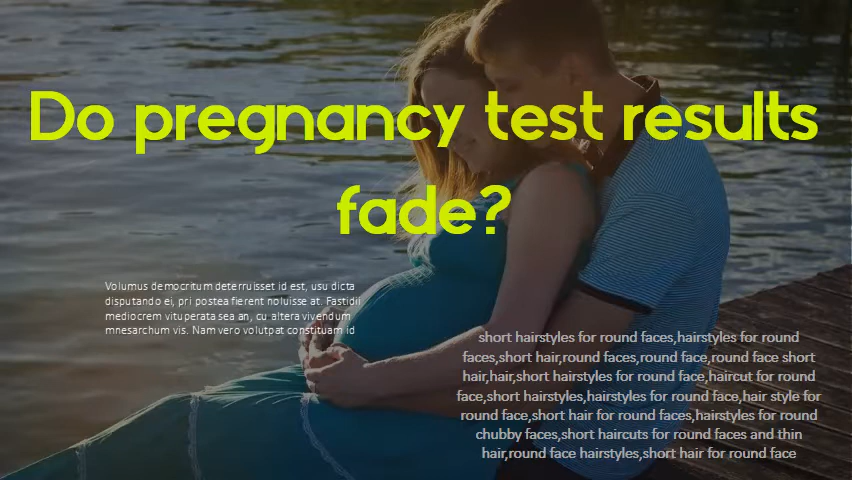 Do pregnancy test results
fade?
Volumus democritum deterruisset id est, usu dicta
disputando ei, pri postea fierent noluisse at. Fastidii
mediocrem vituperata sea an, cu altera vivendum
mnesarchum vis. Nam vero volutpat constituam id
short hairstyles for round faces,hairstyles for round
faces,short hair,round faces,round face,round face short
hair,hair,short hairstyles for round face,haircut for round
face,short hairstyles,hairstyles for round face,hair style for
round face,short hair for round faces,hairstyles for round
chubby faces,short haircuts for round faces and thin
hair,round face hairstyles,short hair for round face